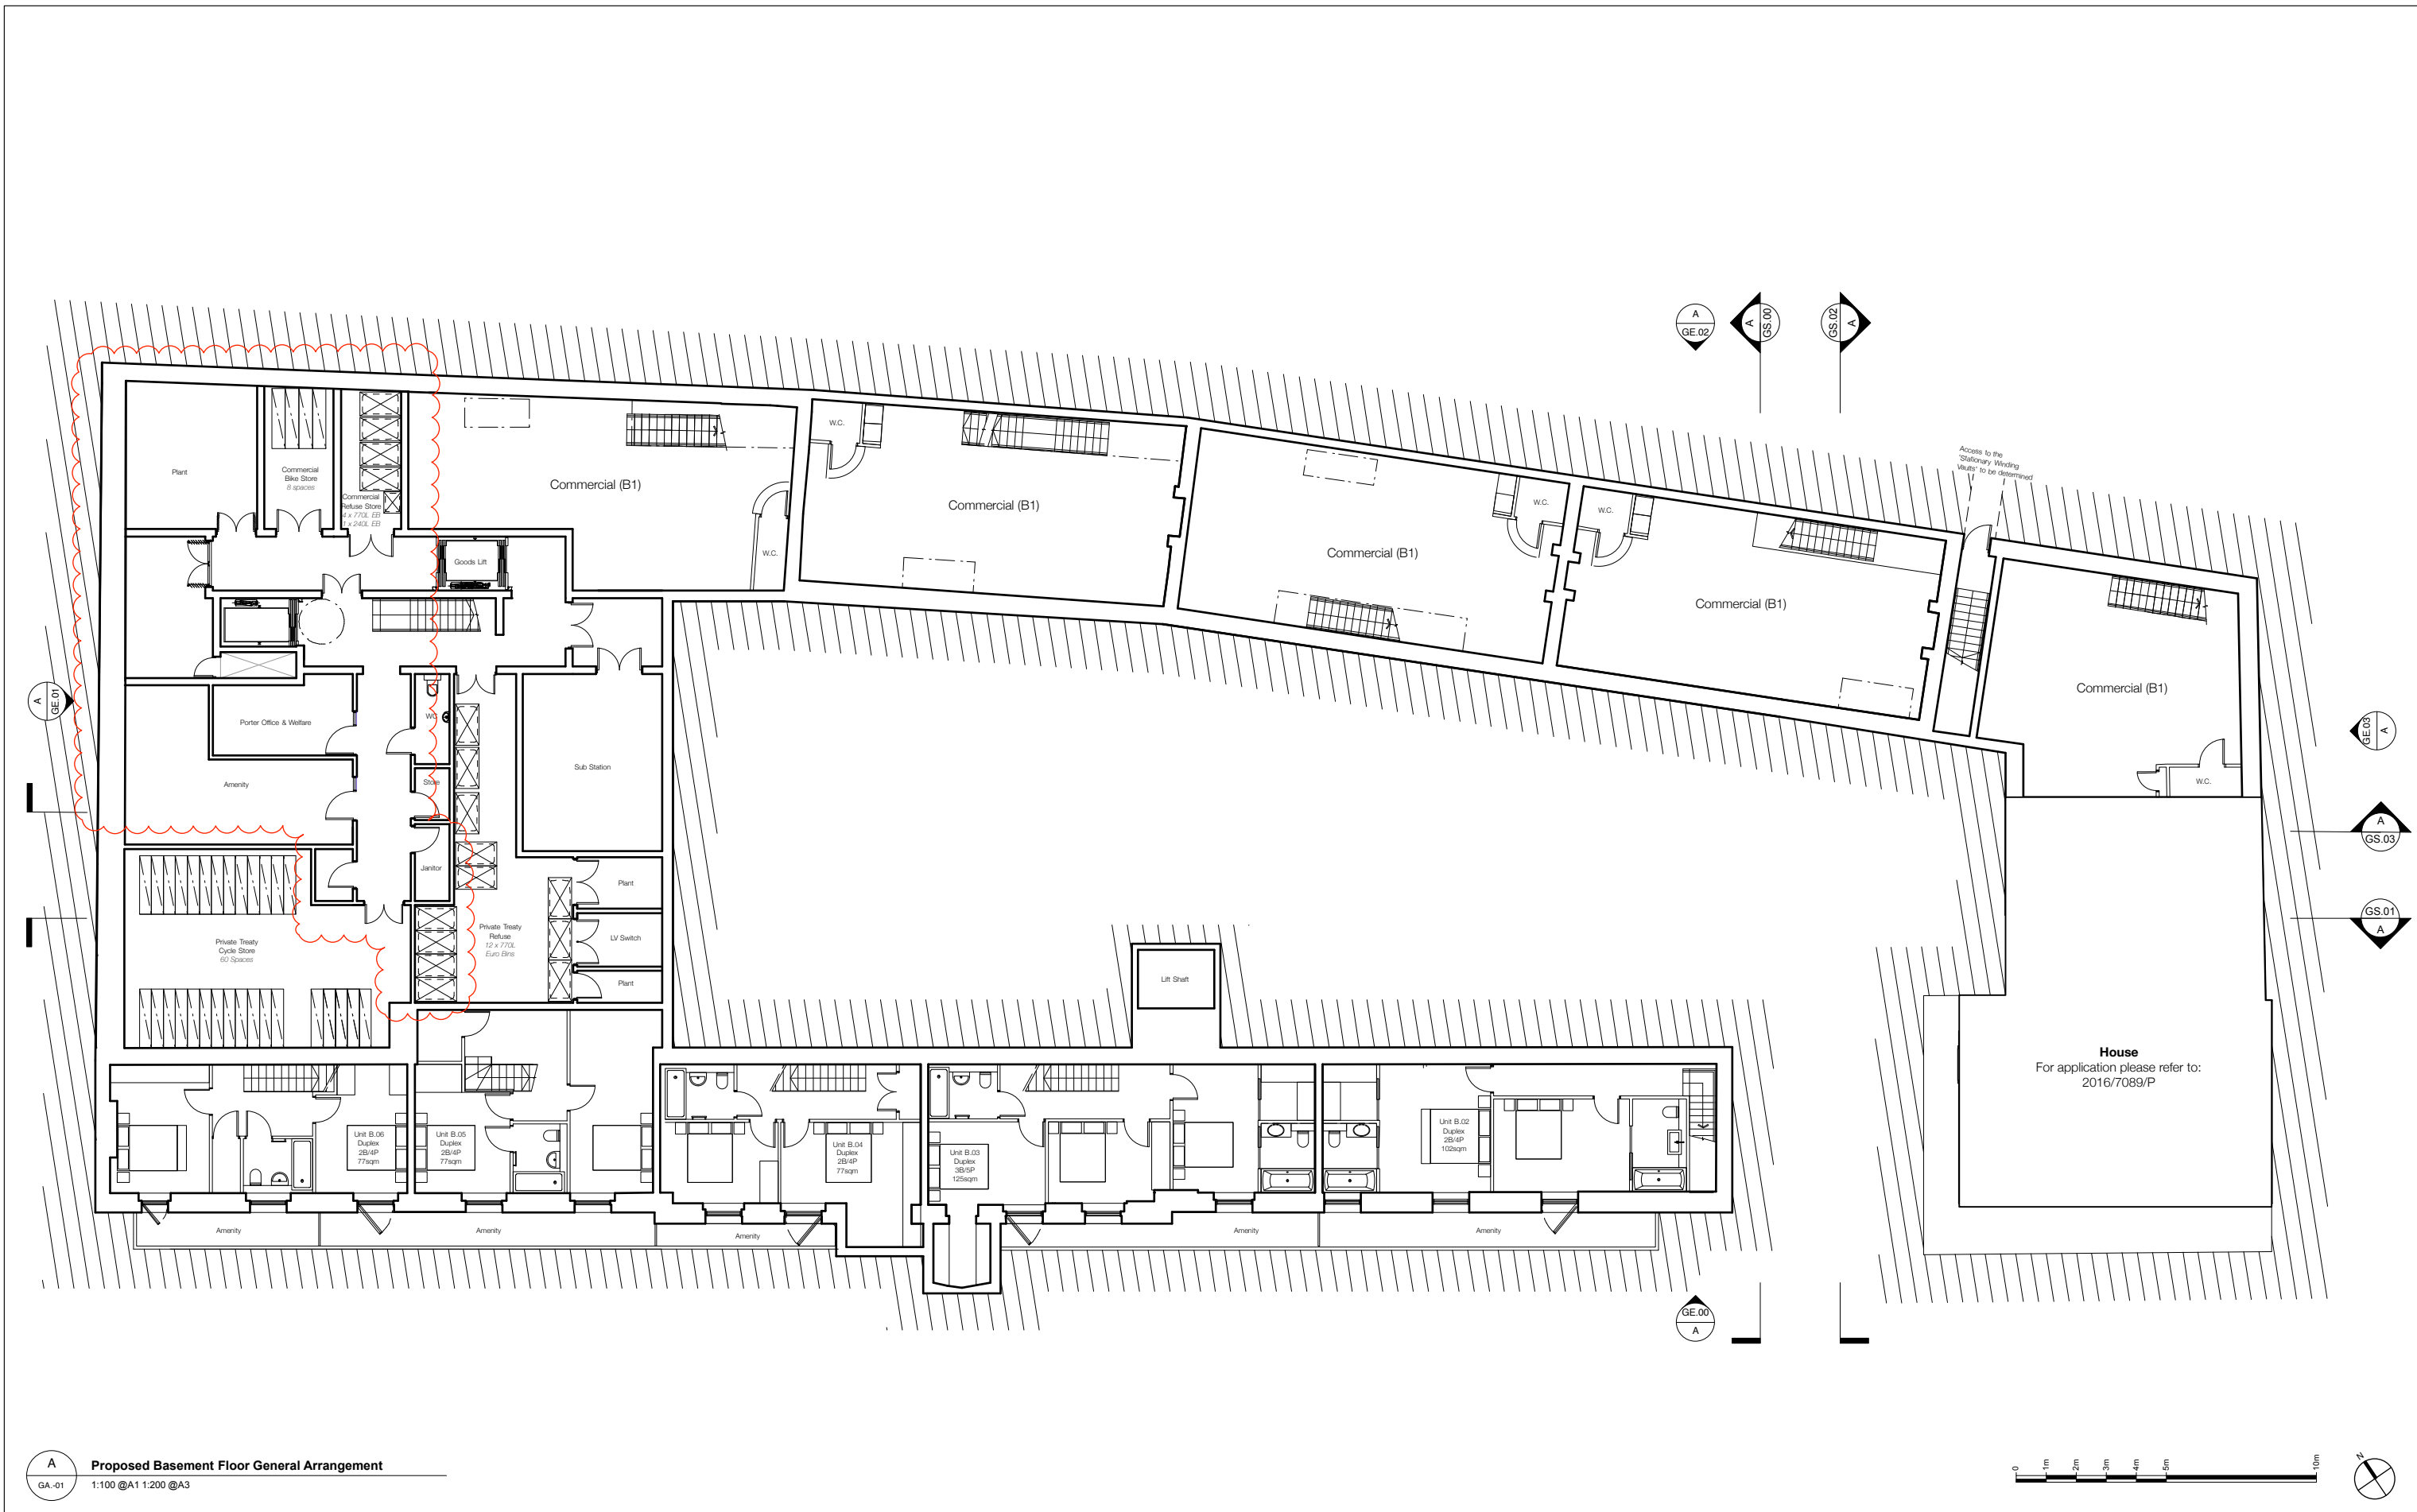 A
GE.02
A
GS.00
GS.02
A
Access to the
'Stationary Winding
Vaults' to be determined
Plant
Commercial
Bike Store
8 spaces
Commercial
Refuse Store
4 x 770L EB
1 x 240L EB
Commercial (B1)
W.C.
W.C.
Commercial (B1)
Commercial (B1)
W.C.
W.C.
Commercial (B1)
Commercial (B1)
W.C.
Goods Lift
A
GE.01
Porter Office & Welfare
WC
Store
Sub Station
Amenity
Janitor
Plant
LV Switch
Plant
Private Treaty
Cycle Store
60 Spaces
Private Treaty
Refuse
12 x 770L
Euro Bins
Lift Shaft
GE.03
A
A
GS.03
GS.01
A
House
For application please refer to:
2016/7089/P
Unit B.06
Duplex
2B/4P
77sqm
Unit B.05
Duplex
2B/4P
77sqm
Unit B.04
Duplex
2B/4P
77sqm
Unit B.03
Duplex
3B/5P
125sqm
Unit B.02
Duplex
2B/4P
102sqm
Amenity
Amenity
Amenity
Amenity
Amenity
GE.00
A
A
GA.-01
Proposed Basement Floor General Arrangement
1:100 @A1 1:200 @A3
0
1m
2m
3m
4m
5m
10m
N